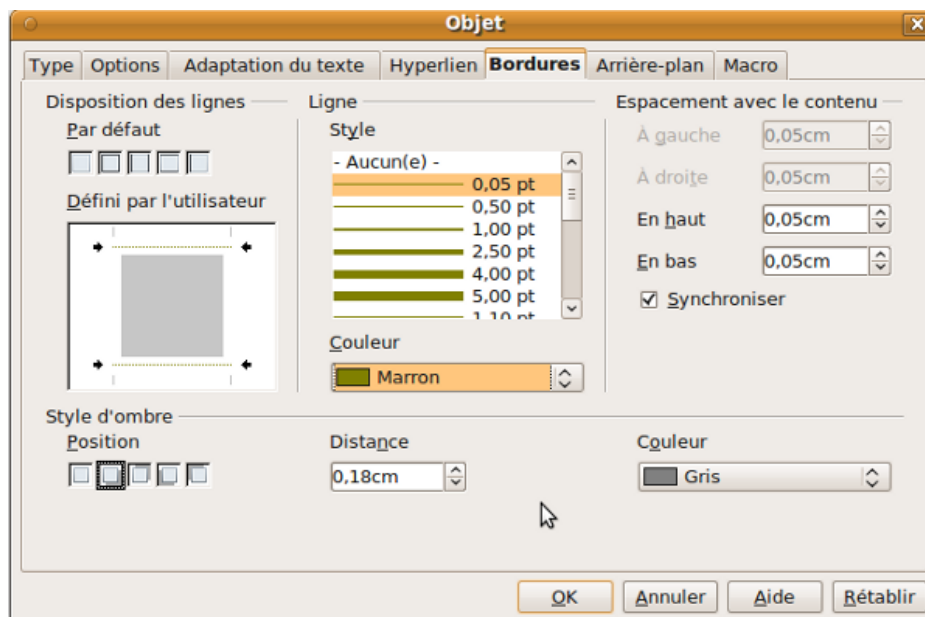 Objet
Type Options Adaptation du texte Hyperlien Bordures Arrière-plan Macro
Disposition des lignes
Par défaut
Défini par l'utilisateur
Ligne
Style
- Aucun(e) -
0,05 pt
0,50 pt
1,00 pt
2,50 pt
4,00 pt
5,00 pt
1,10 pt
Couleur
Marron
Espacement avec le contenu
À gauche 0,05cm
À droite 0,05cm
En haut 0,05cm
En bas 0,05cm
Synchroniser
Style d'ombre
Position
Distance
0,18cm
Couleur
Gris
OK Annuler Aide Rétablir